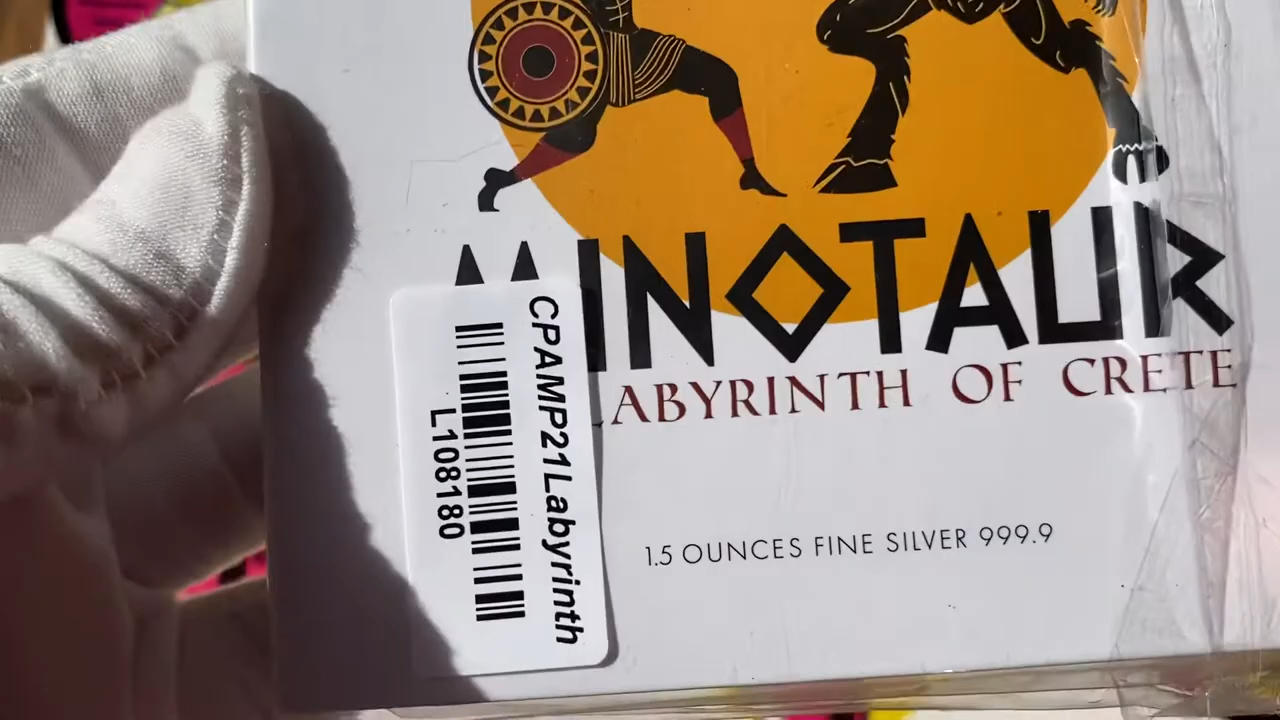 MINOTAUR
LABYRINTH OF CRETE
1.5 OUNCES FINE SILVER 999.9
CPAMP21Labyrinth
L108180